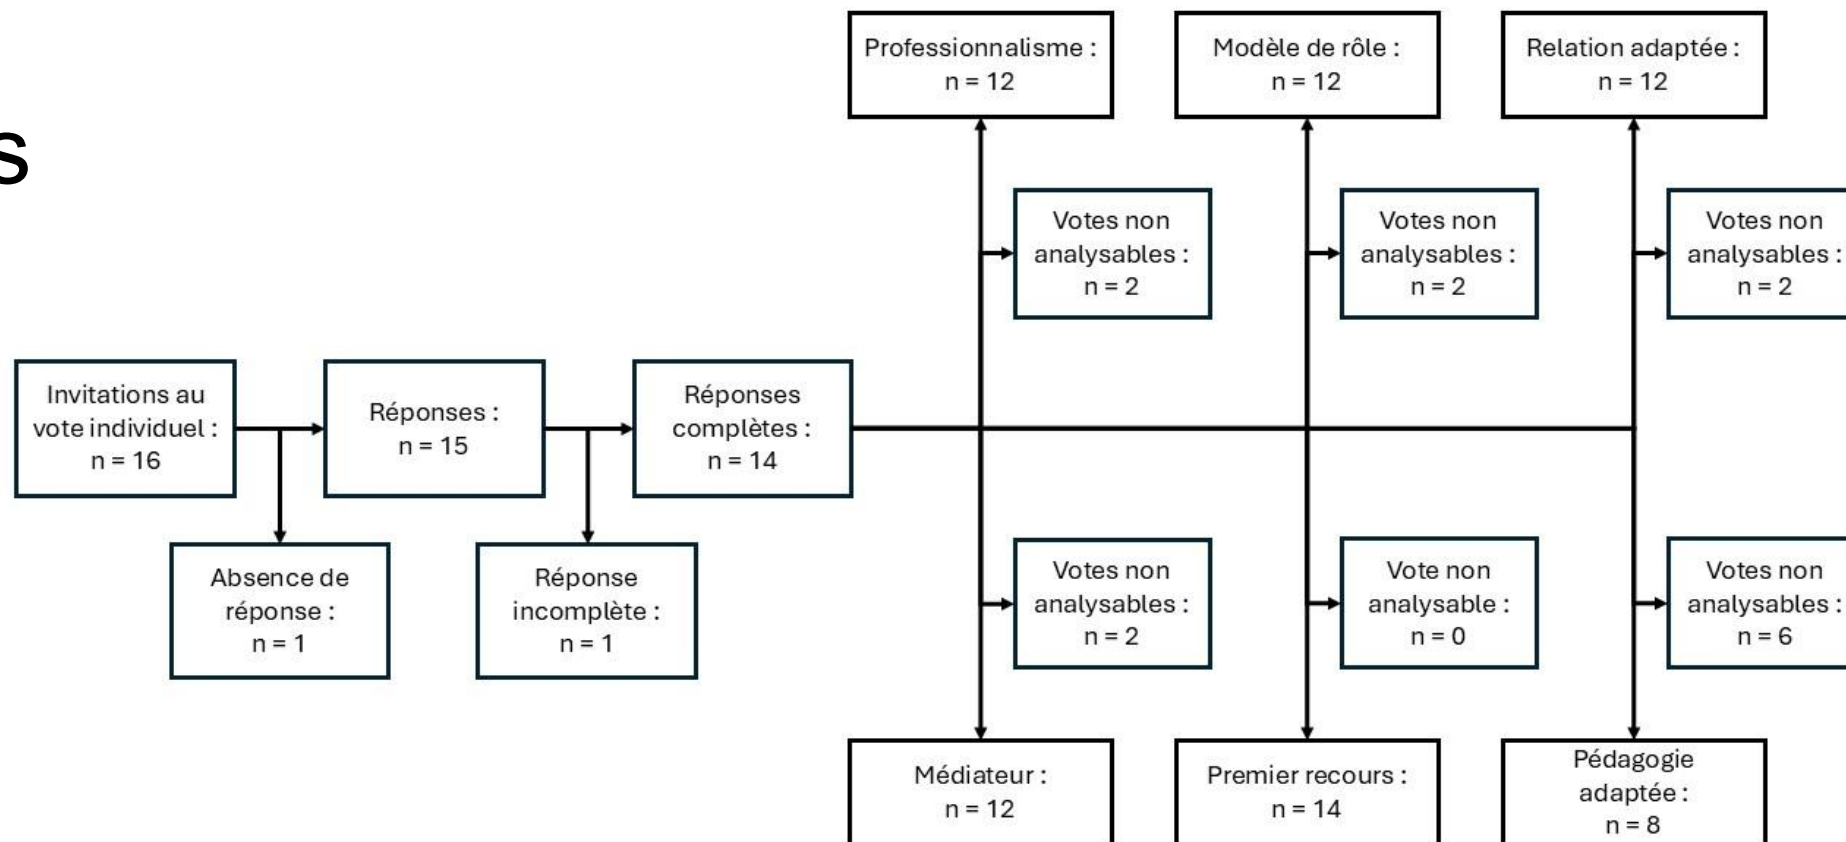 s
Professionnalisme :
n = 12
Modèle de rôle :
n = 12
Relation adaptée :
n = 12
Votes non
analysables :
n = 2
Votes non
analysables :
n = 2
Votes non
analysables :
n = 2
Invitations au
vote individuel :
n = 16
Réponses :
n = 15
Réponses
complètes :
n = 14
Absence de
réponse :
n = 1
Réponse
incomplète :
n = 1
Votes non
analysables :
n = 2
Vote non
analysable :
n = 0
Votes non
analysables :
n = 6
Médiateur :
n = 12
Premier recours :
n = 14
Pédagogie
adaptée :
n = 8